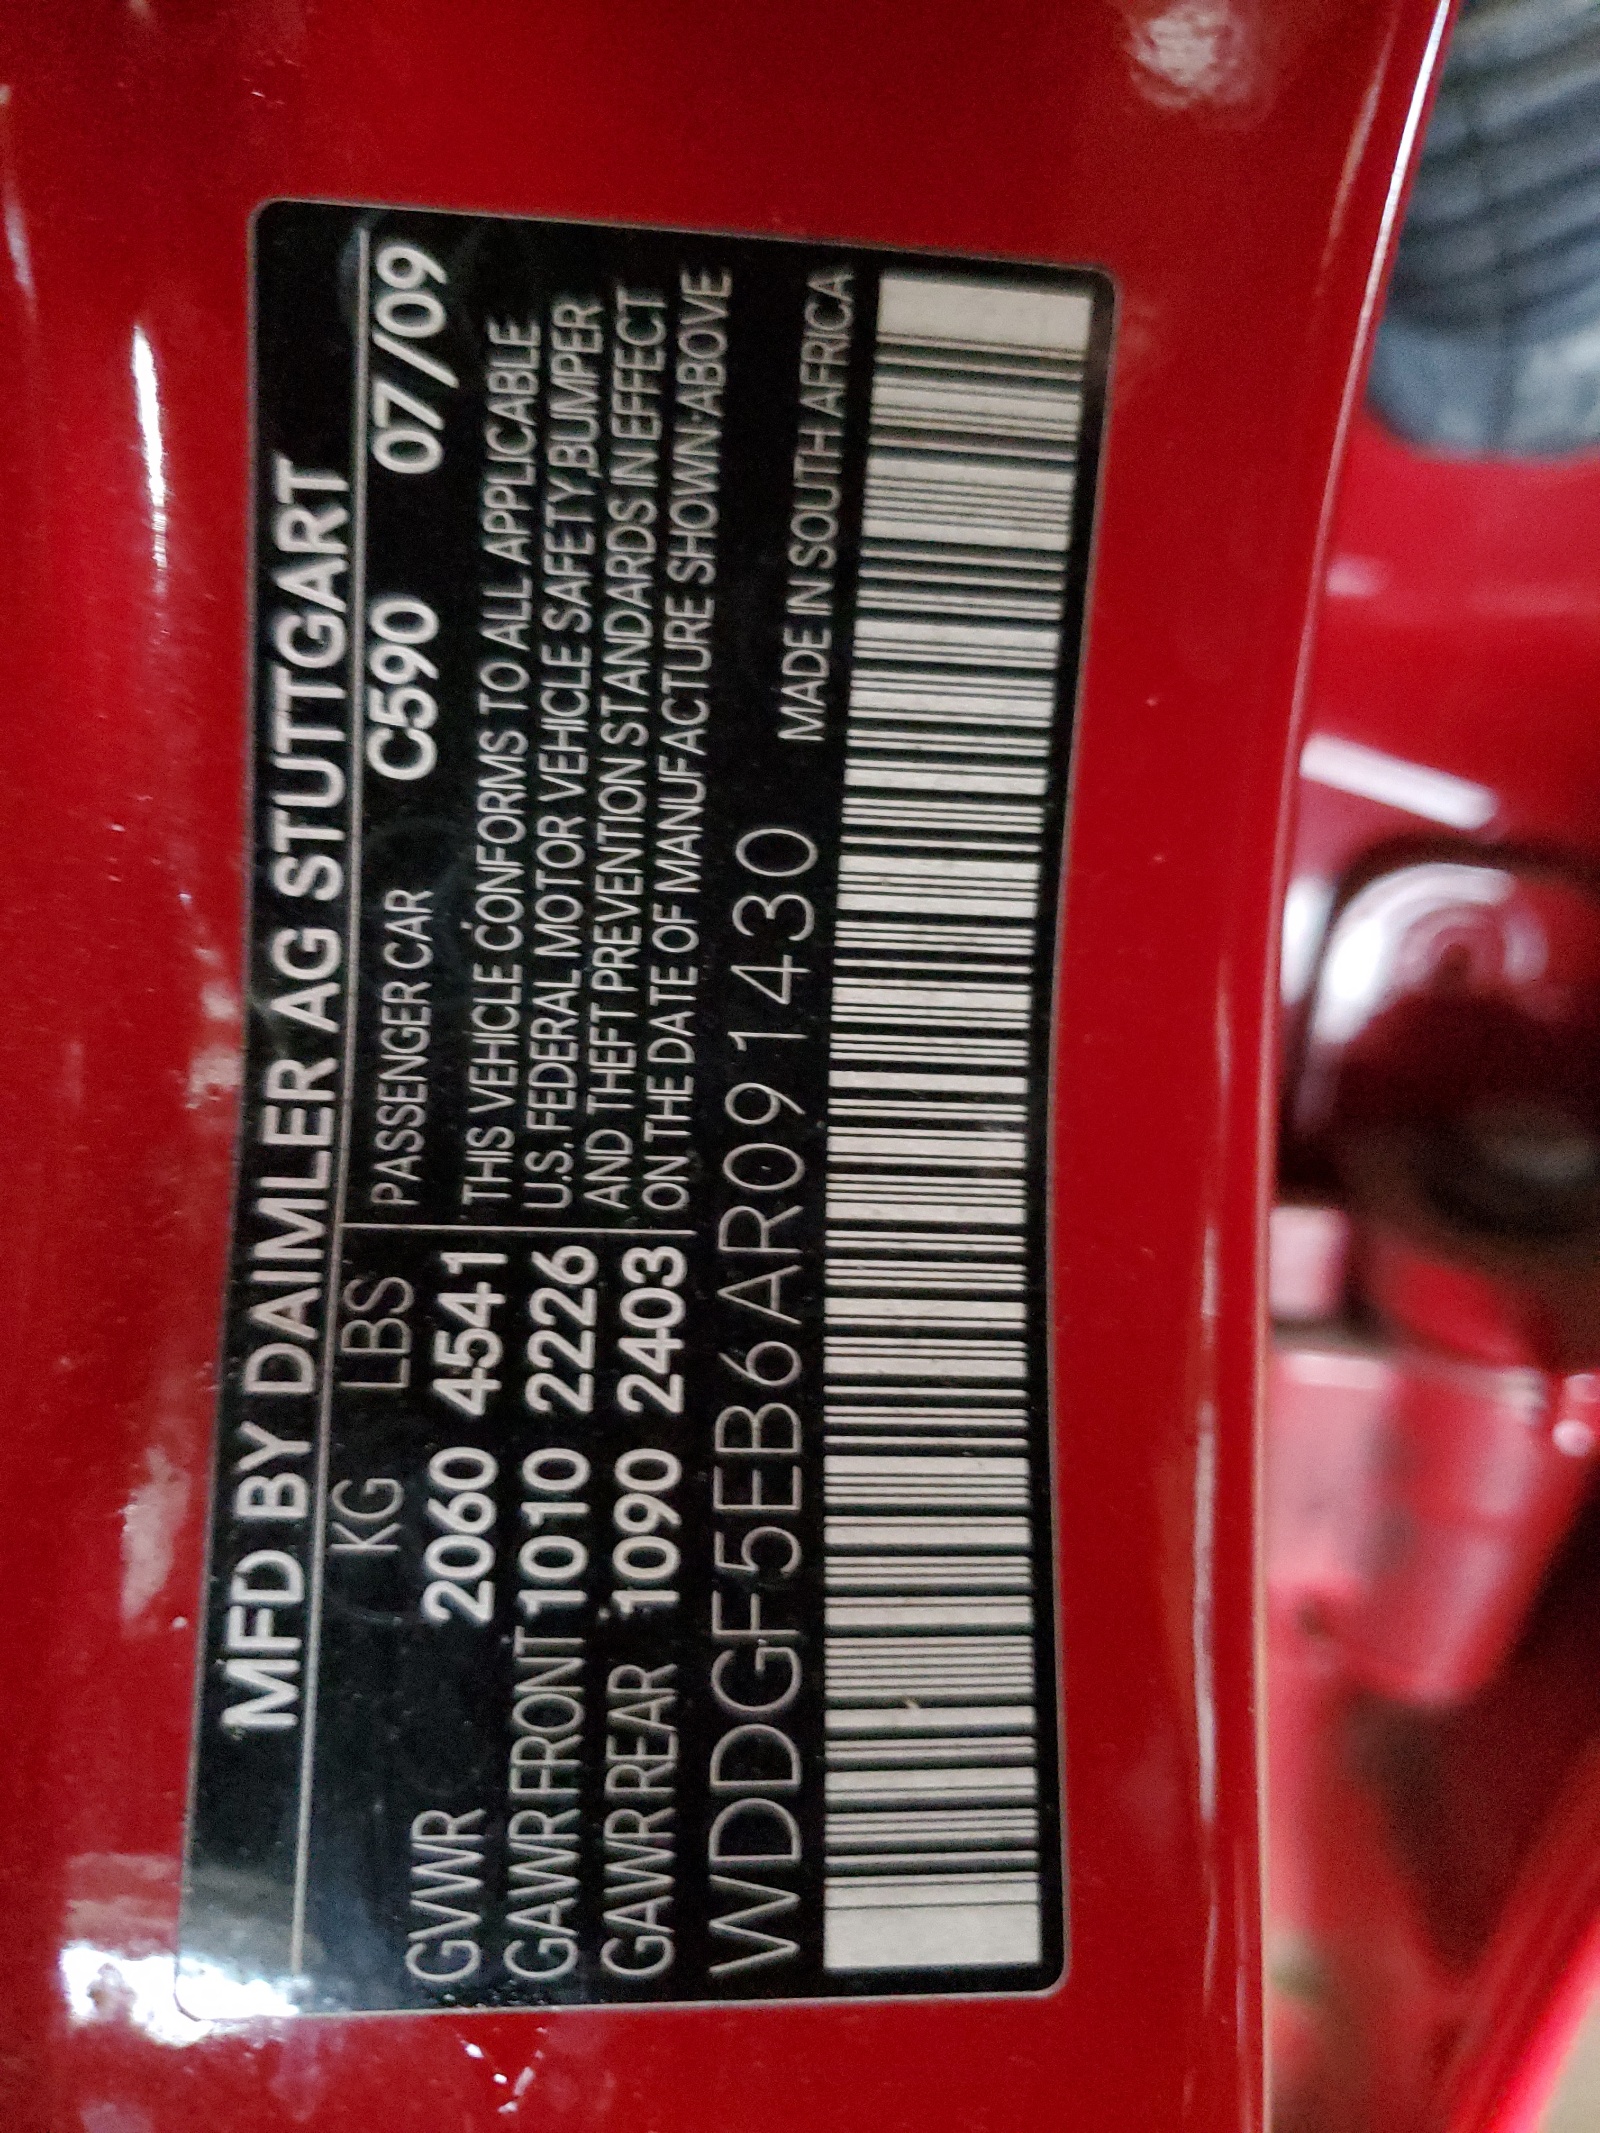 MFD BY DAIMLER AG STUTTGART
KG LBS PASSENGER CAR C590 07/09
GVWR 2060 4541 THIS VEHICLE CONFORMS TO ALL APPLICABLE
GAWR FRONT 1010 2226 U.S. FEDERAL MOTOR VEHICLE SAFETY,BUMPER
GAWR REAR 1090 2403 AND THEFT PREVENTION STANDARDS IN EFFECT
ON THE DATE OF MANUFACTURE SHOWN ABOVE
WDDGF5EB6AR091430 MADE IN SOUTH AFRICA